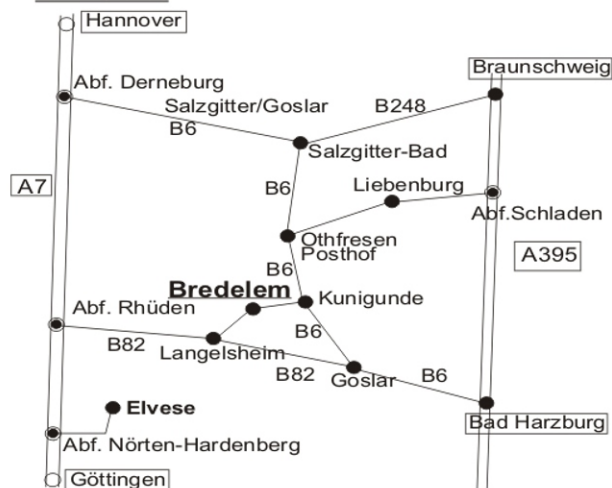 Hannover
Braunschweig
Abf. Derneburg
Salzgitter/Goslar
B248
B6
Salzgitter-Bad
A7
B6
Liebenburg
Abf.Schladen
Othfresen
Posthof
A395
B6
Bredelem
Kunigunde
Abf. Rhüden
B6
B82
Langelsheim
B82
Goslar
B6
Elvese
Bad Harzburg
Abf. Nörten-Hardenberg
Göttingen